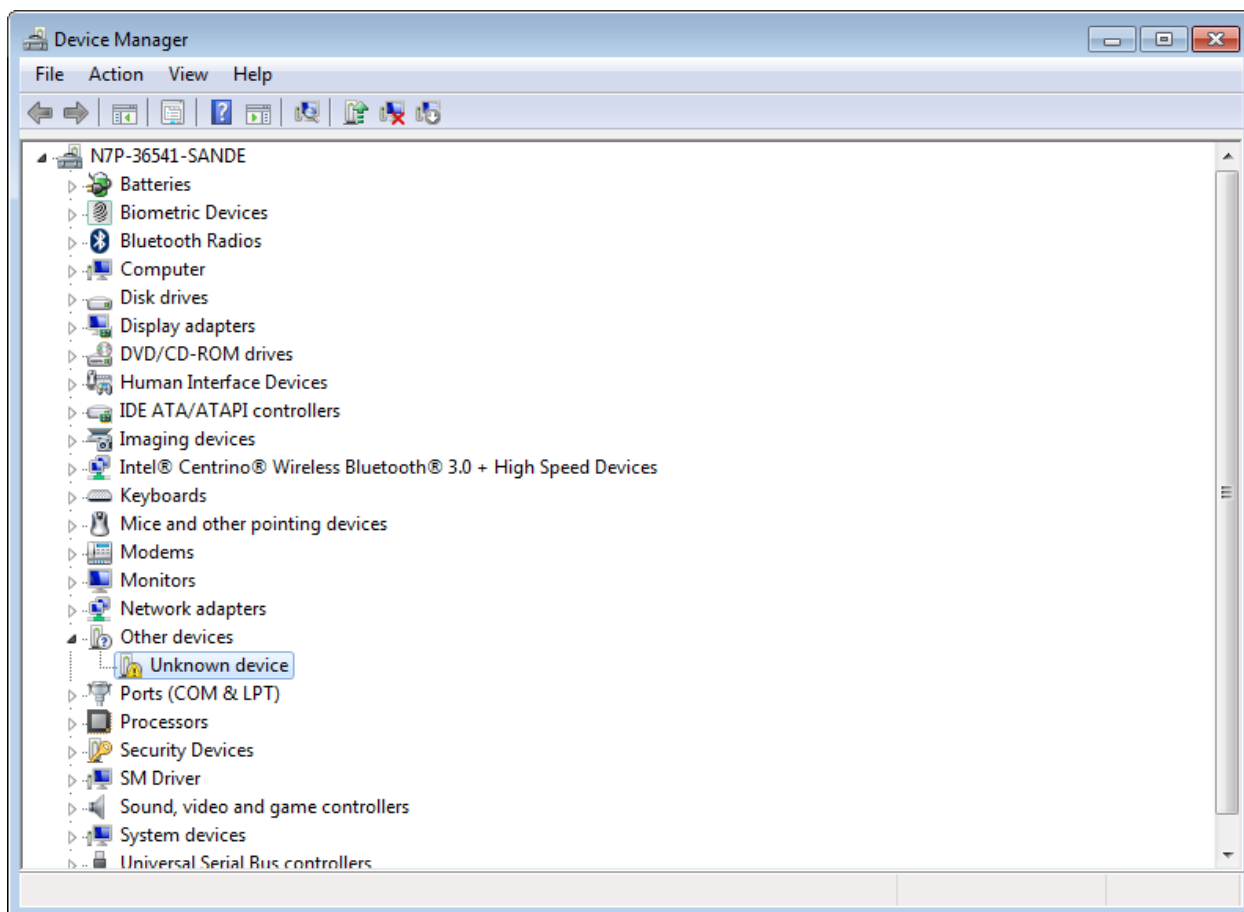 Device Manager
File Action View Help
N7P-36541-SANDE
Batteries
Biometric Devices
Bluetooth Radios
Computer
Disk drives
Display adapters
DVD/CD-ROM drives
Human Interface Devices
IDE ATA/ATAPI controllers
Imaging devices
Intel® Centrino® Wireless Bluetooth® 3.0 + High Speed Devices
Keyboards
Mice and other pointing devices
Modems
Monitors
Network adapters
Other devices
Unknown device
Ports (COM & LPT)
Processors
Security Devices
SM Driver
Sound, video and game controllers
System devices
Universal Serial Bus controllers